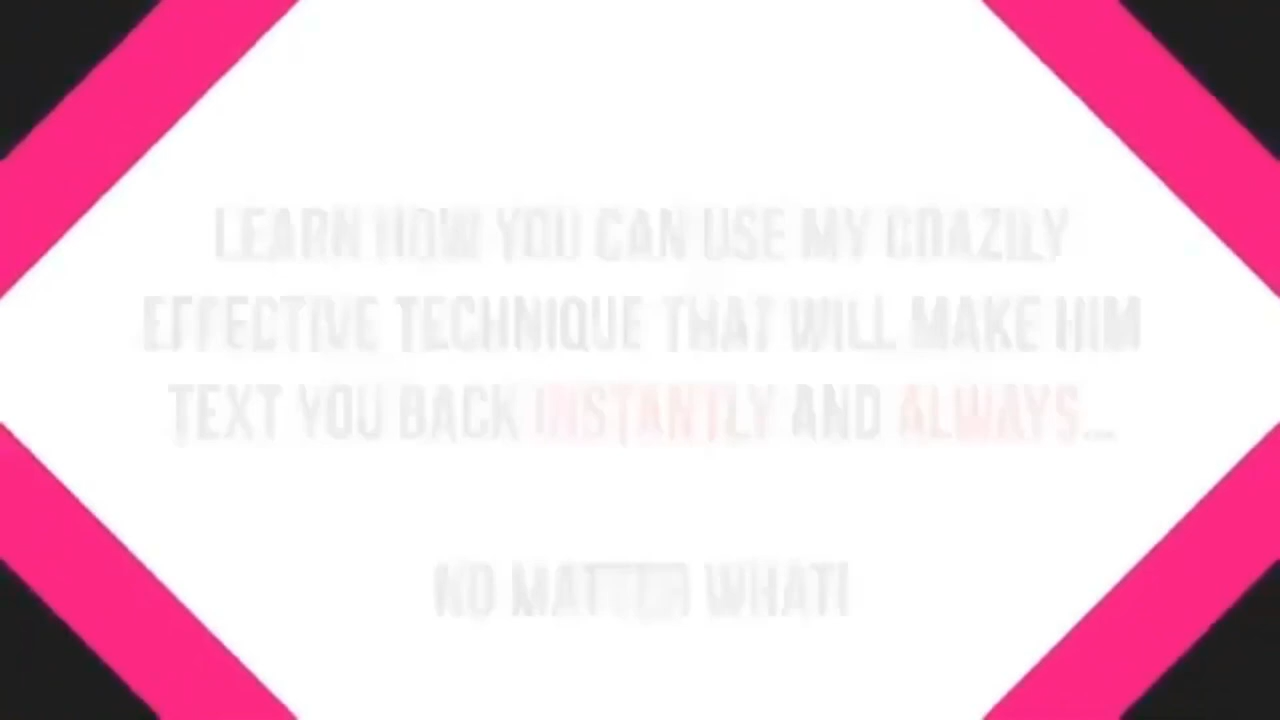 LEARN HOW YOU CAN USE MY CRAZILY
EFFECTIVE TECHNIQUE THAT WILL MAKE HIM
TEXT YOU BACK INSTANTLY AND ALWAYS...
NO MATTER WHAT!